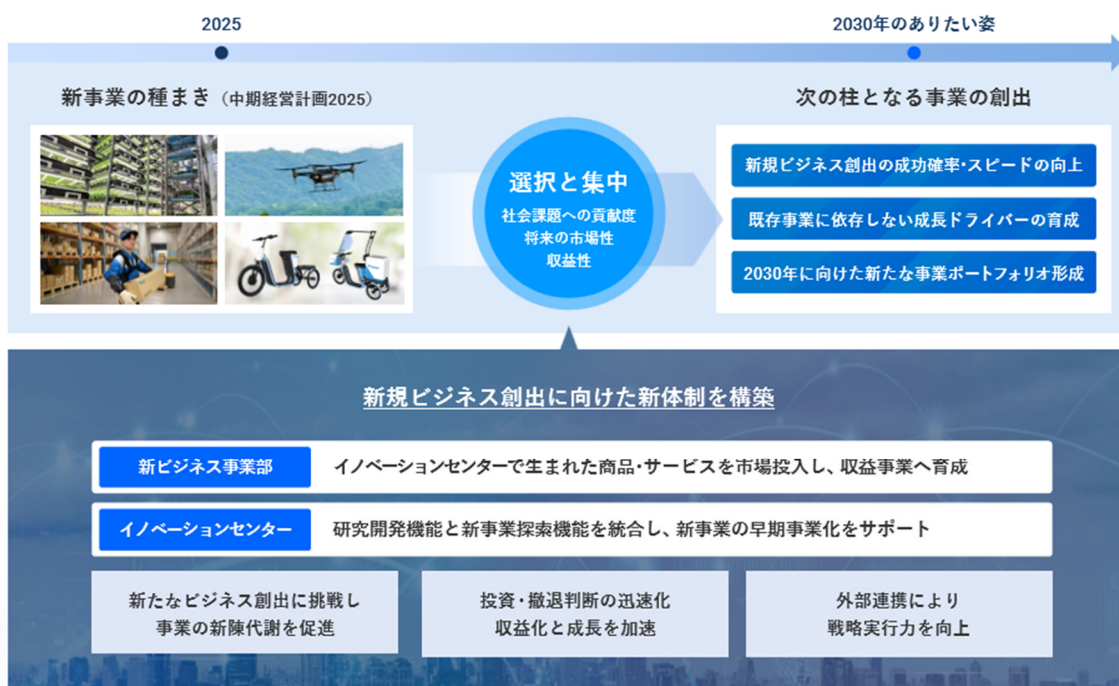 2025
2030年のありたい姿
新事業の種まき（中期経営計画2025）
次の柱となる事業の創出
選択と集中
社会課題への貢献度
将来の市場性
収益性
新規ビジネス創出の成功確率・スピードの向上
既存事業に依存しない成長ドライバーの育成
2030年に向けた新たな事業ポートフォリオ形成
新規ビジネス創出に向けた新体制を構築
新ビジネス事業部
イノベーションセンターで生まれた商品・サービスを市場投入し、収益事業へ育成
イノベーションセンター
研究開発機能と新事業探索機能を統合し、新事業の早期事業化をサポート
新たなビジネス創出に挑戦し
事業の新陳代謝を促進
投資・撤退判断の迅速化
収益化と成長を加速
外部連携により
戦略実行力を向上